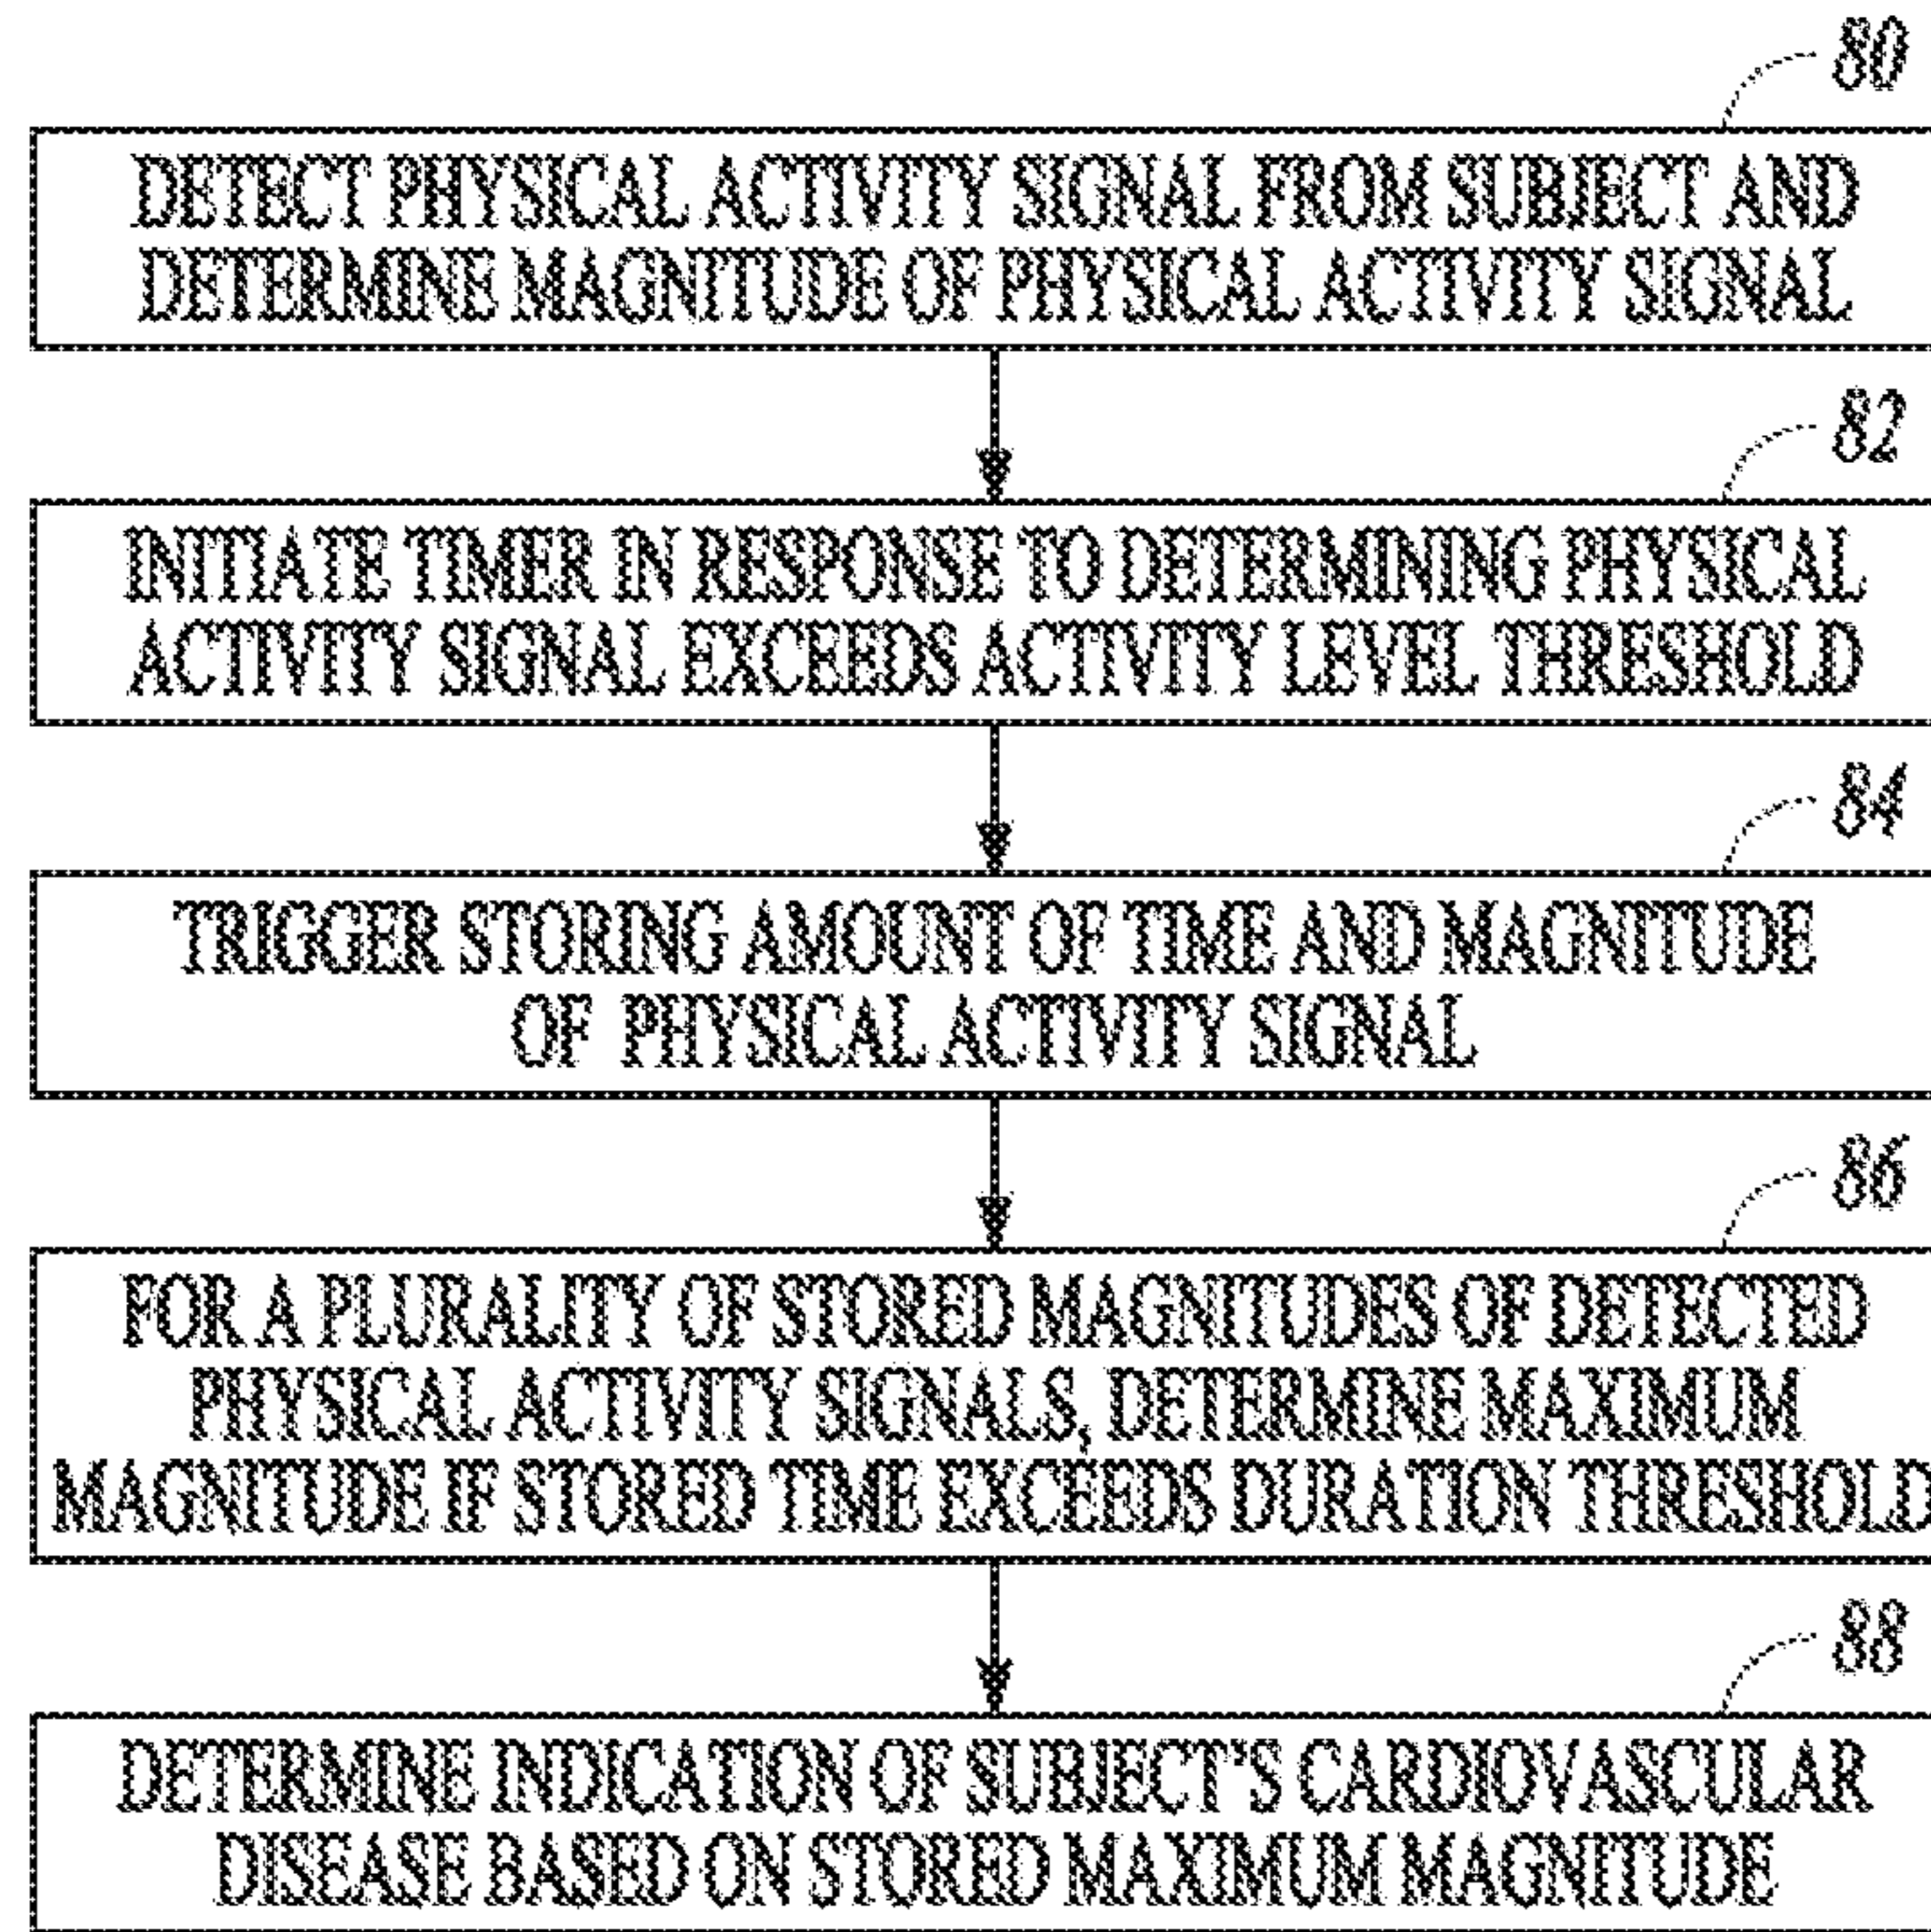 80
DETECT PHYSICAL ACTIVITY SIGNAL FROM SUBJECT AND
DETERMINE MAGNITUDE OF PHYSICAL ACTIVITY SIGNAL
82
INITIATE TIMER IN RESPONSE TO DETERMINING PHYSICAL
ACTIVITY SIGNAL EXCEEDS ACTIVITY LEVEL THRESHOLD
84
TRIGGER STORING AMOUNT OF TIME AND MAGNITUDE
OF PHYSICAL ACTIVITY SIGNAL
86
FOR A PLURALITY OF STORED MAGNITUDES OF DETECTED
PHYSICAL ACTIVITY SIGNALS, DETERMINE MAXIMUM
MAGNITUDE IF STORED TIME EXCEEDS DURATION THRESHOLD
88
DETERMINE INDICATION OF SUBJECT'S CARDIOVASCULAR
DISEASE BASED ON STORED MAXIMUM MAGNITUDE